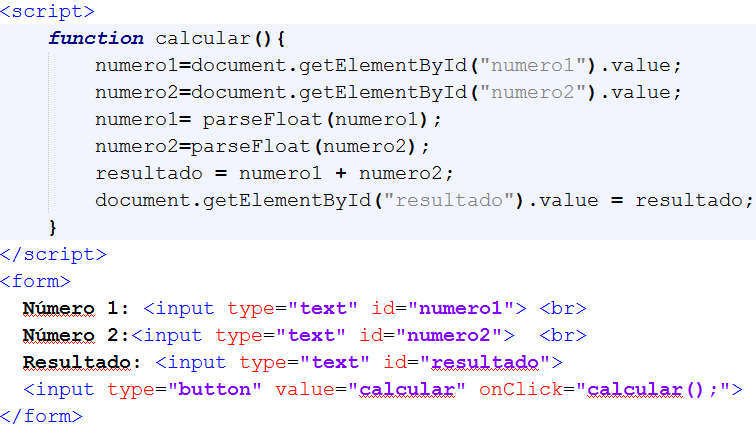 <script>
function calcular(){
numero1=document.getElementById("numero1").value;
numero2=document.getElementById("numero2").value;
numero1= parseFloat(numero1);
numero2=parseFloat(numero2);
resultado = numero1 + numero2;
document.getElementById("resultado").value = resultado;
}
</script>
<form>
Número 1: <input type="text" id="numero1"> <br>
Número 2:<input type="text" id="numero2">  <br>
Resultado: <input type="text" id="resultado">
<input type="button" value="calcular" onClick="calcular();">
</form>